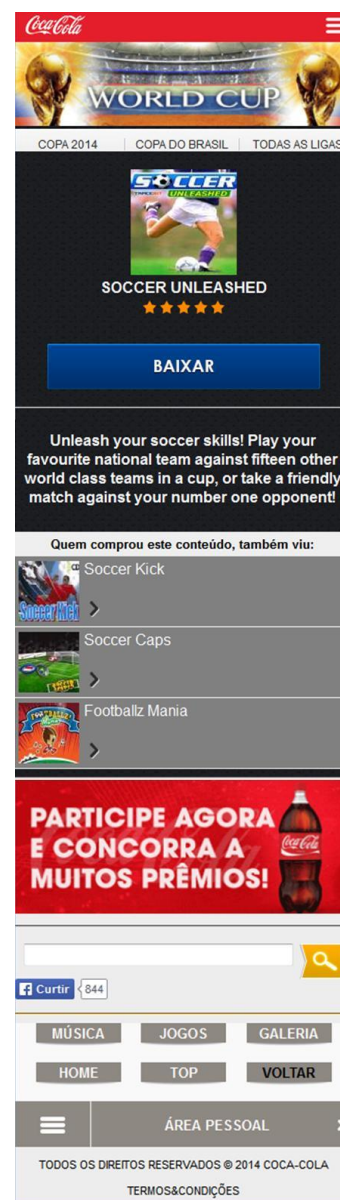 Coca-Cola
WORLD CUP
COPA 2014
COPA DO BRASIL
TODAS AS LIGAS
SOCCER
UNLEASHED
SOCCER UNLEASHED
BAIXAR
Unleash your soccer skills! Play your
favourite national team against fifteen other
world class teams in a cup, or take a friendly
match against your number one opponent!
Quem comprou este conteúdo, também viu:
Soccer Kick
Soccer Kick
Soccer Caps
Footballz Mania
PARTICIPE AGORA
E CONCORRA A
MUITOS PRÊMIOS!
Coca-Cola
Curtir 844
MÚSICA JOGOS GALERIA
HOME TOP VOLTAR
ÁREA PESSOAL
TODOS OS DIREITOS RESERVADOS @ 2014 COCA-COLA
TERMOS&CONDIÇÕES